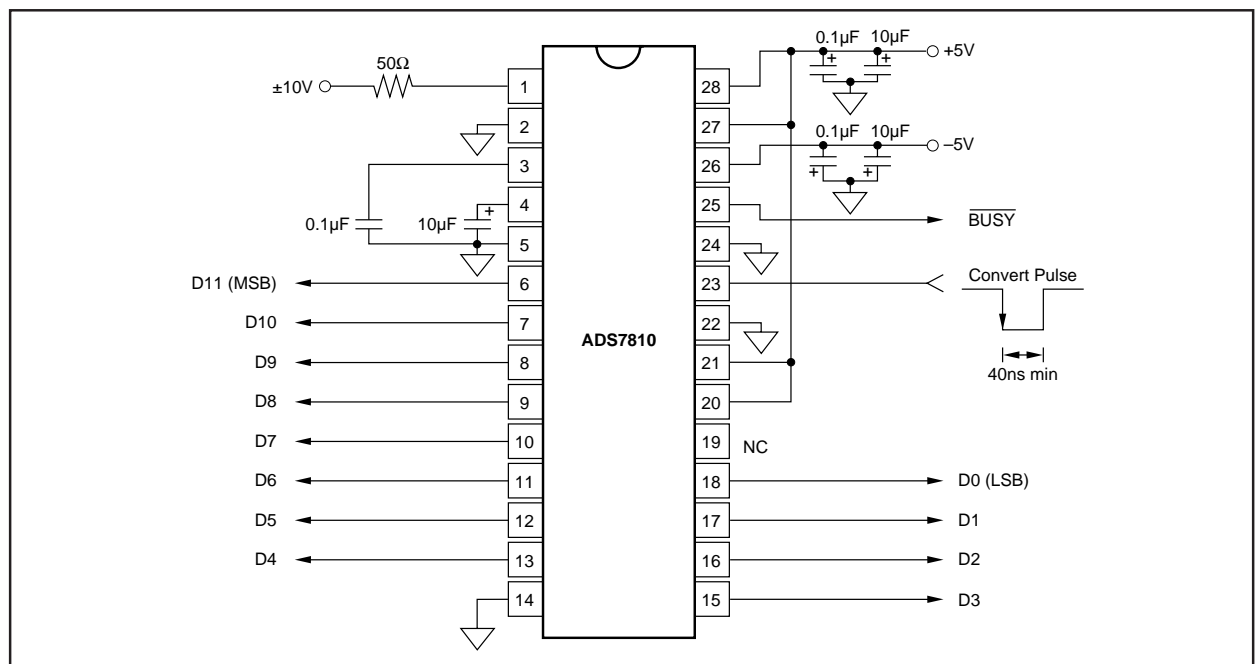 0.1µF 10µF
+5V
50Ω
±10V
1 28
2 27
0.1µF 10µF
–5V
3 26
4 25
BUSY
0.1µF 10µF
5 24
D11 (MSB) 6 23 Convert Pulse
D10 7 22
ADS7810
D9 8 21
40ns min
D8 9 20
D7 10 19 NC
D6 11 18 D0 (LSB)
D5 12 17 D1
D4 13 16 D2
14 15 D3